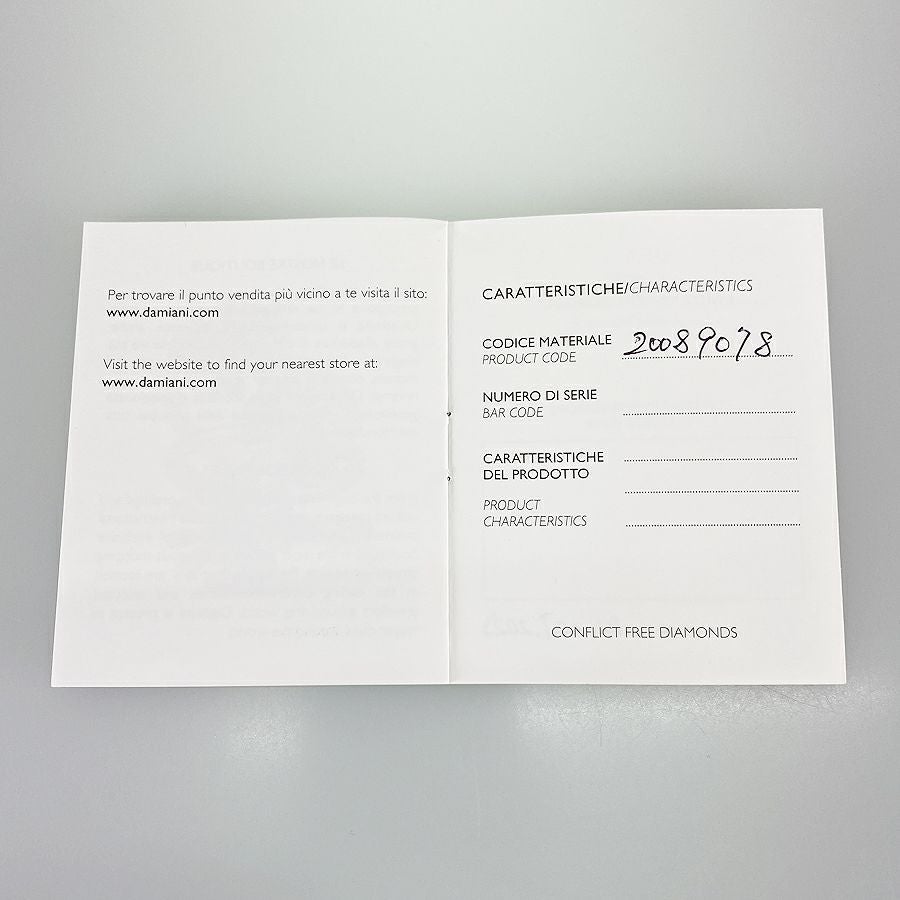 Per trovare il punto vendita più vicino a te visita il sito:
www.damiani.com
Visit the website to find your nearest store at:
www.damiani.com
CARATTERISTICHE/CHARACTERISTICS
CODICE MATERIALE 20089078
PRODUCT CODE
NUMERO DI SERIE
BAR CODE
CARATTERISTICHE
DEL PRODOTTO
PRODUCT
CHARACTERISTICS
CONFLICT FREE DIAMONDS